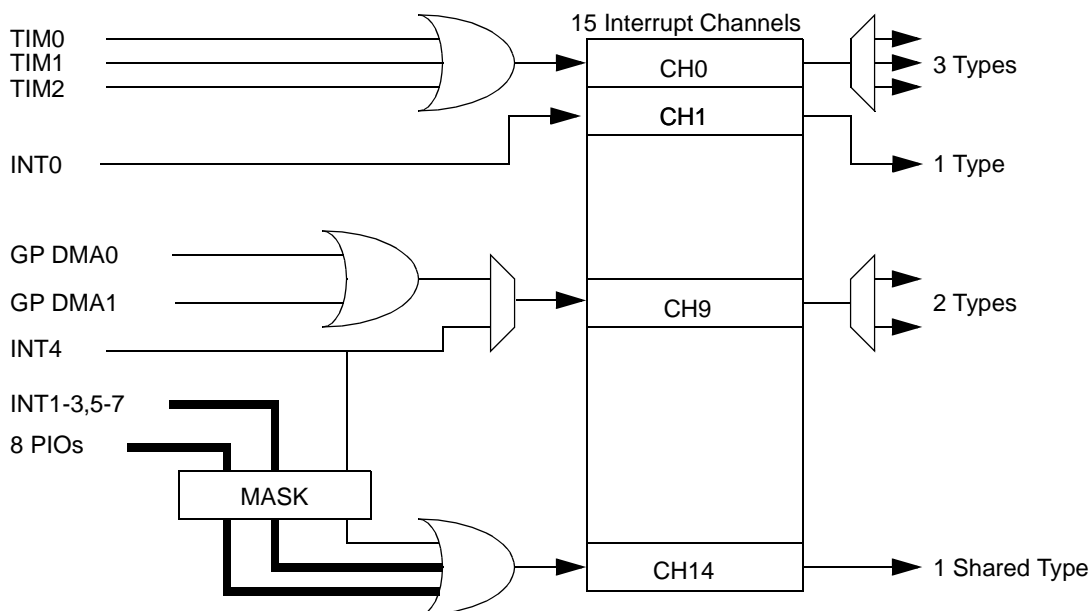 15 Interrupt Channels
TIM0
TIM1
TIM2
CH0
3 Types
CH1
INT0
1 Type
GP DMA0
GP DMA1
CH9
2 Types
INT4
INT1-3,5-7
8 PIOs
MASK
CH14
1 Shared Type